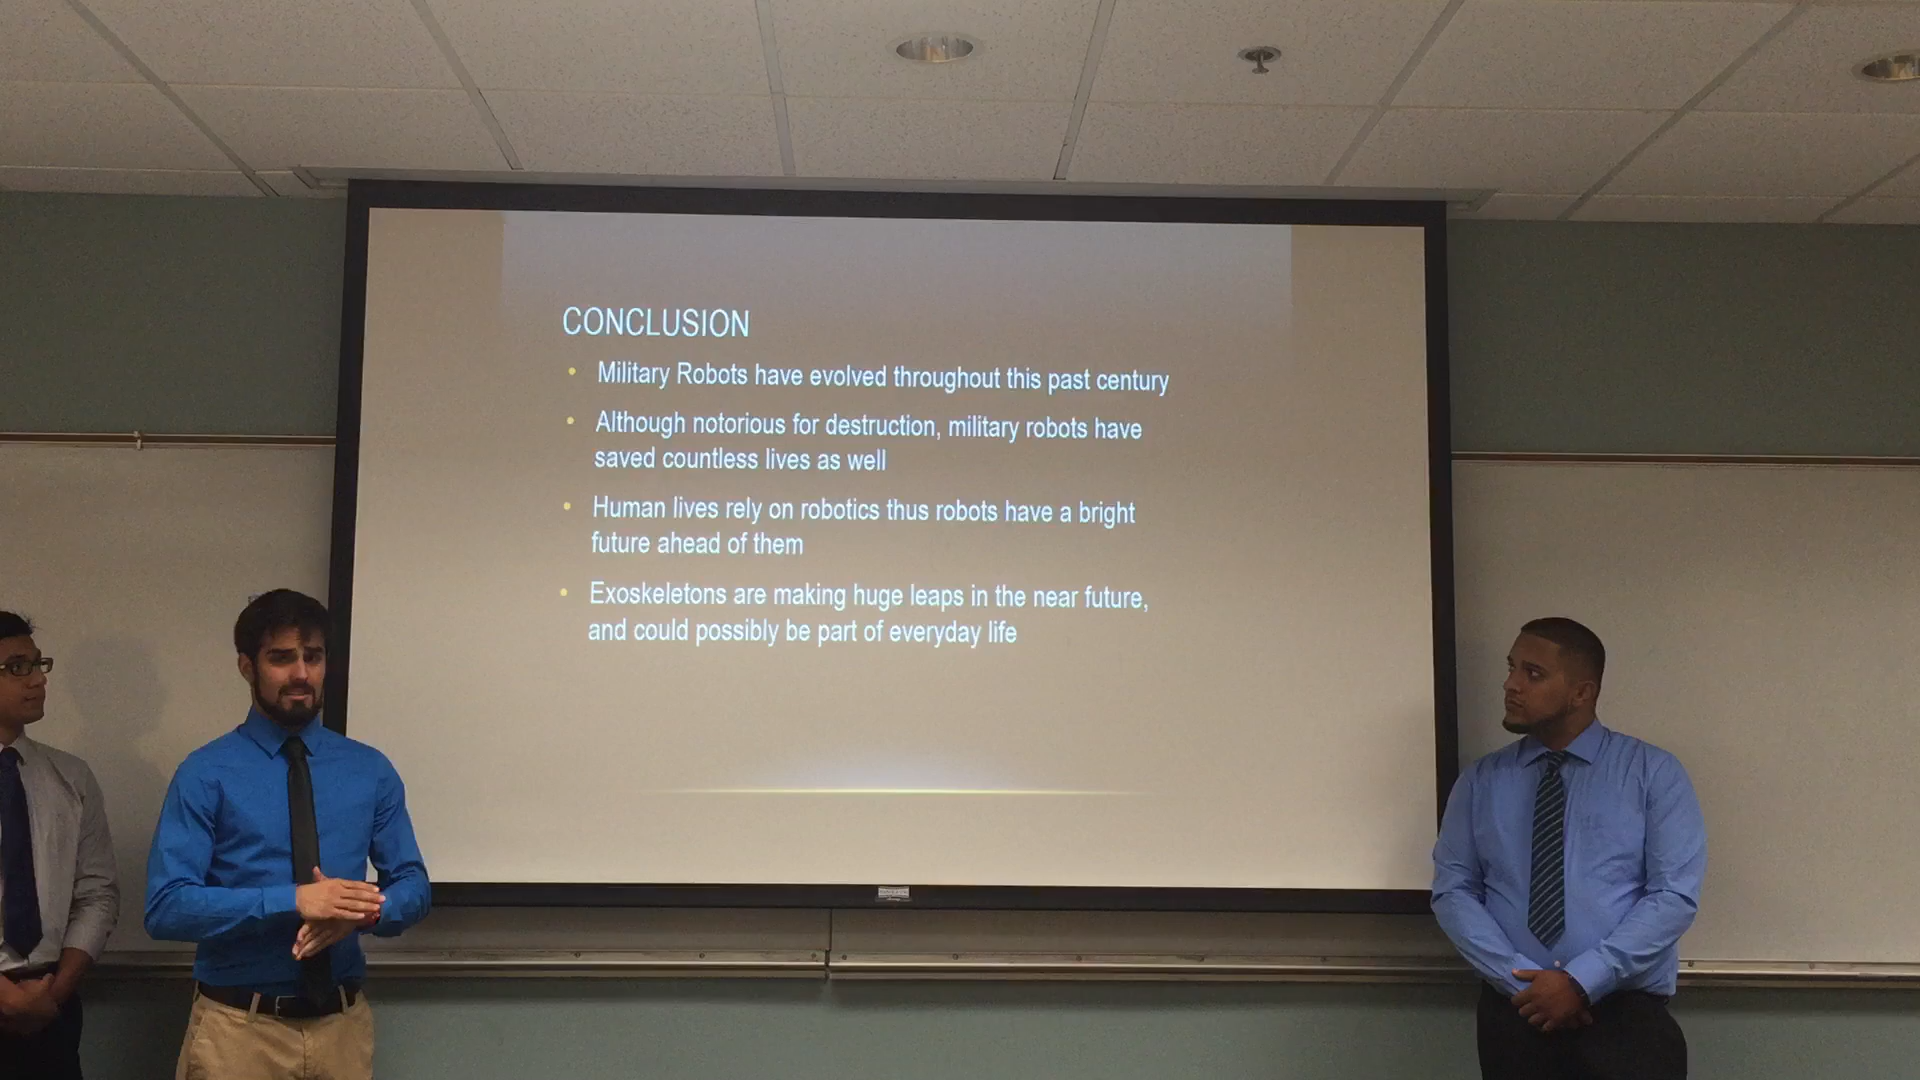 CONCLUSION
• Military Robots have evolved throughout this past century
• Although notorious for destruction, military robots have
saved countless lives as well
• Human lives rely on robotics thus robots have a bright
future ahead of them
• Exoskeletons are making huge leaps in the near future,
and could possibly be part of everyday life